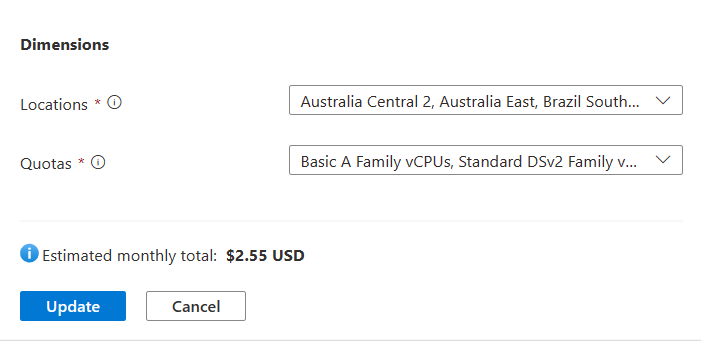 Dimensions
Locations *
Australia Central 2, Australia East, Brazil South...
Quotas *
Basic A Family vCPUs, Standard DSv2 Family v...
Estimated monthly total: $2.55 USD
Update Cancel